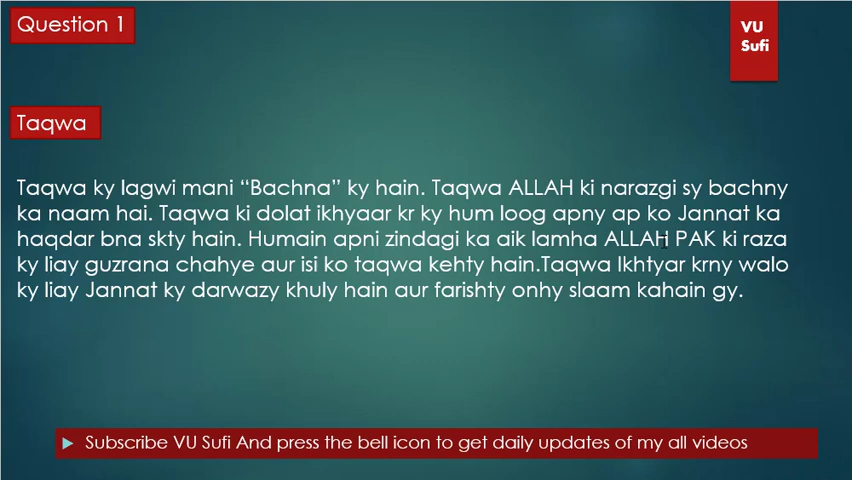 Question 1
VU
Sufi
Taqwa
Taqwa ky lagwi mani “Bachna” ky hain. Taqwa ALLAH ki narazgi sy bachny
ka naam hai. Taqwa ki dolat ikhyaar kr ky hum loog apny ap ko Jannat ka
haqdar bna skty hain. Humain apni zindagi ka aik lamha ALLAH PAK ki raza
ky liay guzrana chahye aur isi ko taqwa kehty hain.Taqwa Ikhtyar krny walo
ky liay Jannat ky darwazy khuly hain aur farishty onhy slaam kahain gy.
Subscribe VU Sufi And press the bell icon to get daily updates of my all videos